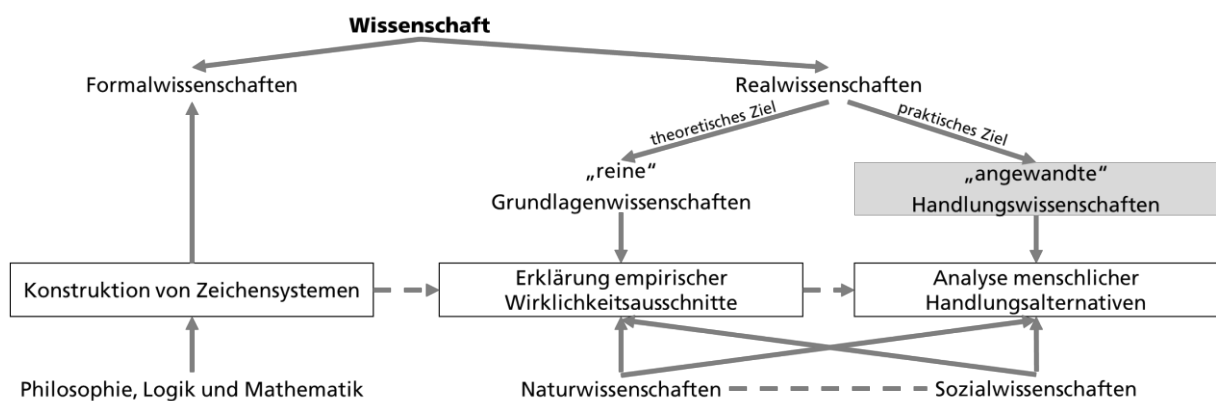 Wissenschaft
Formalwissenschaften
Realwissenschaften
theoretisches Ziel
praktisches Ziel
„reine“
Grundlagenwissenschaften
„angewandte“
Handlungswissenschaften
Konstruktion von Zeichensystemen
Erklärung empirischer
Wirklichkeitsausschnitte
Analyse menschlicher
Handlungsalternativen
Philosophie, Logik und Mathematik
Naturwissenschaften
Sozialwissenschaften